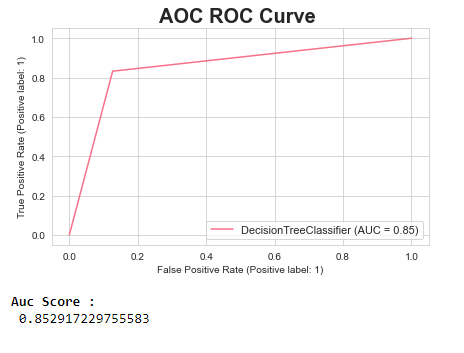 AOC ROC Curve
True Positive Rate (Positive label: 1)
1.0
0.8
0.6
0.4
0.2
0.0
DecisionTreeClassifier (AUC = 0.85)
0.0 0.2 0.4 0.6 0.8 1.0
False Positive Rate (Positive label: 1)
Auc Score :
0.852917229755583